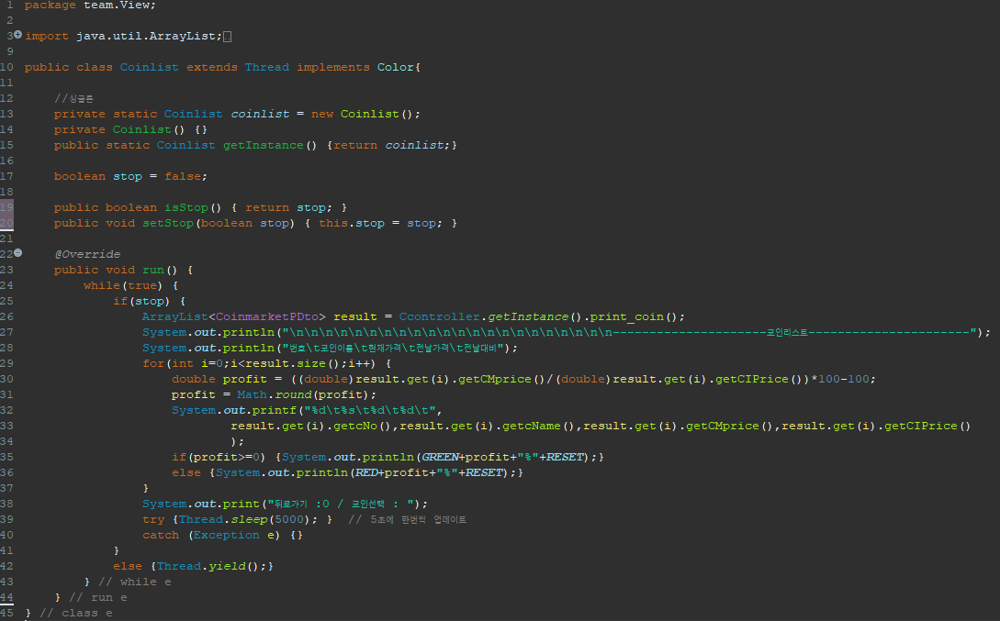 1 package team.View;
2
3 import java.util.ArrayList;
9
10 public class Coinlist extends Thread implements Color{
11
12     //싱글톤
13     private static Coinlist coinlist = new Coinlist();
14     private Coinlist() {}
15     public static Coinlist getInstance() {return coinlist;}
16
17     boolean stop = false;
18
19     public boolean isStop() { return stop; }
20     public void setStop(boolean stop) { this.stop = stop; }
21
22     @Override
23     public void run() {
24         while(true) {
25             if(stop) {
26                 ArrayList<CoinmarketPDto> result = Ccontroller.getInstance().print_coin();
27                 System.out.println("\n\n\n\n\n\n\n\n\n\n\n\n\n\n\n\n\n\n\n\n\n\n---------------------코인리스트----------------------");
28                 System.out.println("번호\t코인이름\t현재가격\t전날가격\t전날대비");
29                 for(int i=0;i<result.size();i++) {
30                     double profit = ((double)result.get(i).getCMprice()/(double)result.get(i).getCIPrice())*100-100;
31                     profit = Math.round(profit);
32                     System.out.printf("%d\t%s\t%d\t%d\t",
33                             result.get(i).getcNo(),result.get(i).getcName(),result.get(i).getCMprice(),result.get(i).getCIPrice()
34                             );
35                     if(profit>=0) {System.out.println(GREEN+profit+"%"+RESET);}
36                     else {System.out.println(RED+profit+"%"+RESET);}
37                 }
38                 System.out.print("뒤로가기 :0 / 코인선택 : ");
39                 try {Thread.sleep(5000); }  // 5초에 한번씩 업데이트
40                 catch (Exception e) {}
41             }
42             else {Thread.yield();}
43         } // while e
44     } // run e
45 } // class e